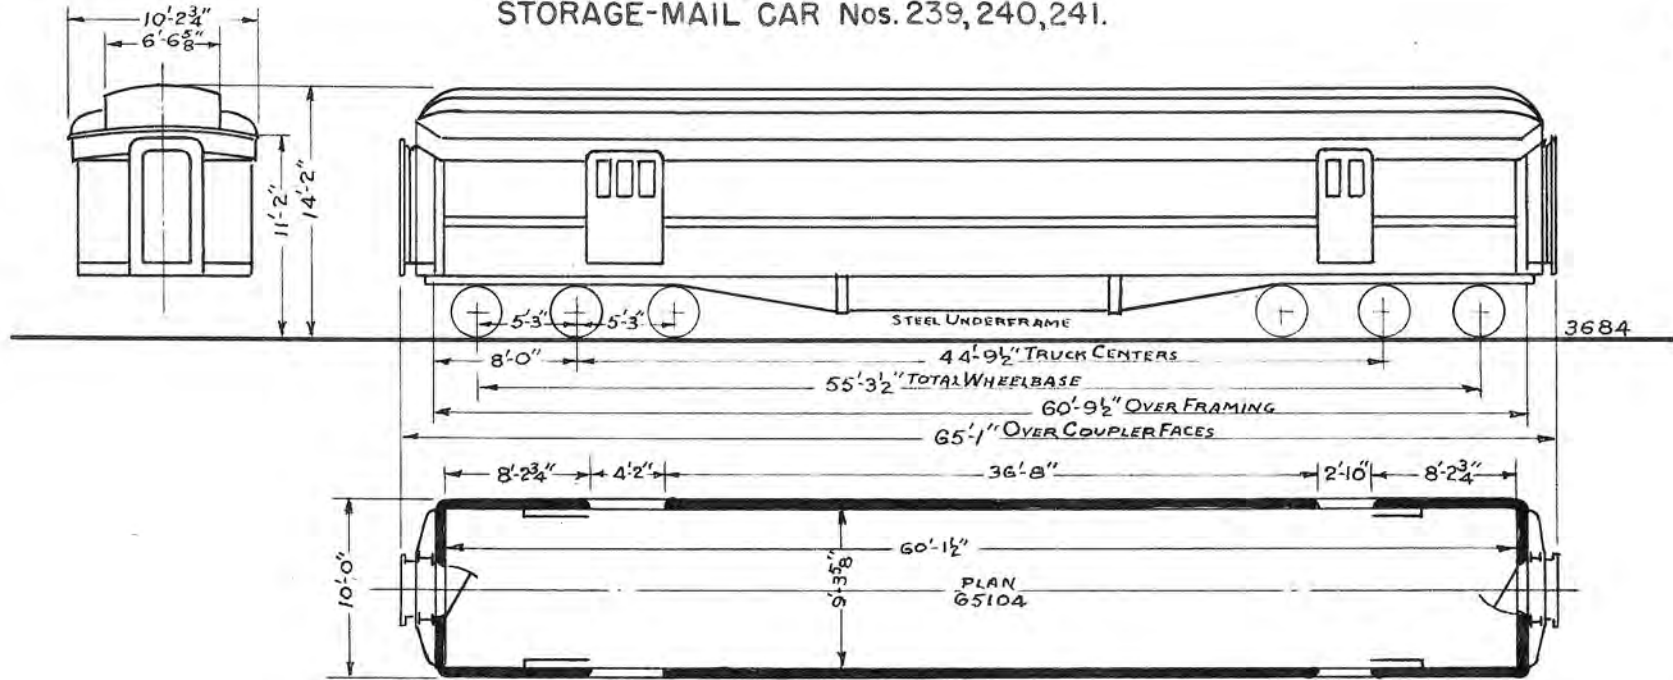 STORAGE-MAIL CAR Nos. 239, 240, 241.
10'-2¾"
6'-6⅝"
11'-2"
14'-2"
5'-3" 5'-3"
STEEL UNDERFRAME
3684
8'-0" 44'-9½" TRUCK CENTERS
55'-3½" TOTAL WHEELBASE
60'-9½" OVER FRAMING
65'-1" OVER COUPLER FACES
8'-2¾" 4'-2" 36'-8" 2'-10" 8'-2¾"
60'-1½"
10'-0"
9'-3⅝"
PLAN
65104